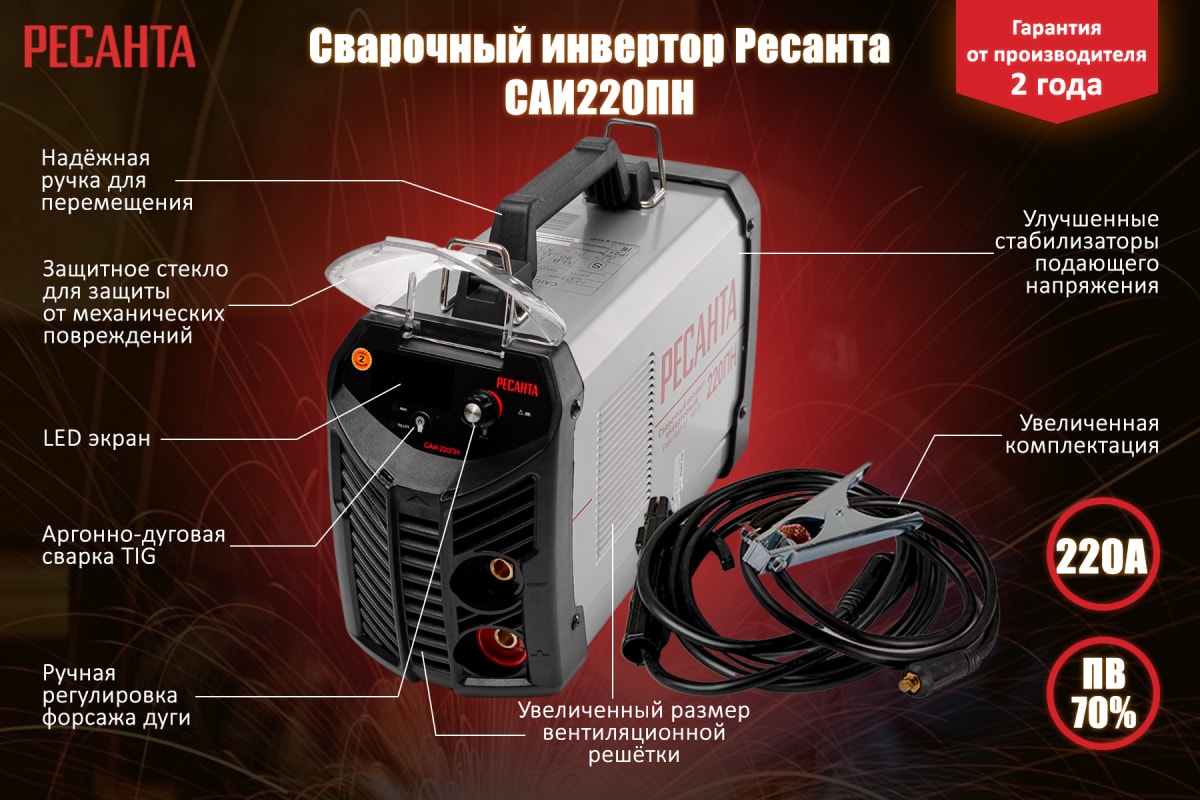 РЕСАНТА
Сварочный инвертор Ресанта
САИ220ПН
Гарантия
от производителя
2 года
Надёжная
ручка для
перемещения
Защитное стекло
для защиты
от механических
повреждений
LED экран
Аргонно-дуговая
сварка TIG
Ручная
регулировка
форсажа дуги
Улучшенные
стабилизаторы
подающего
напряжения
Увеличенная
комплектация
220А
ПВ
70%
Увеличенный размер
вентиляционной
решётки
2
РЕСАНТА
САИ-220ПН
РЕСАНТА
220ПН